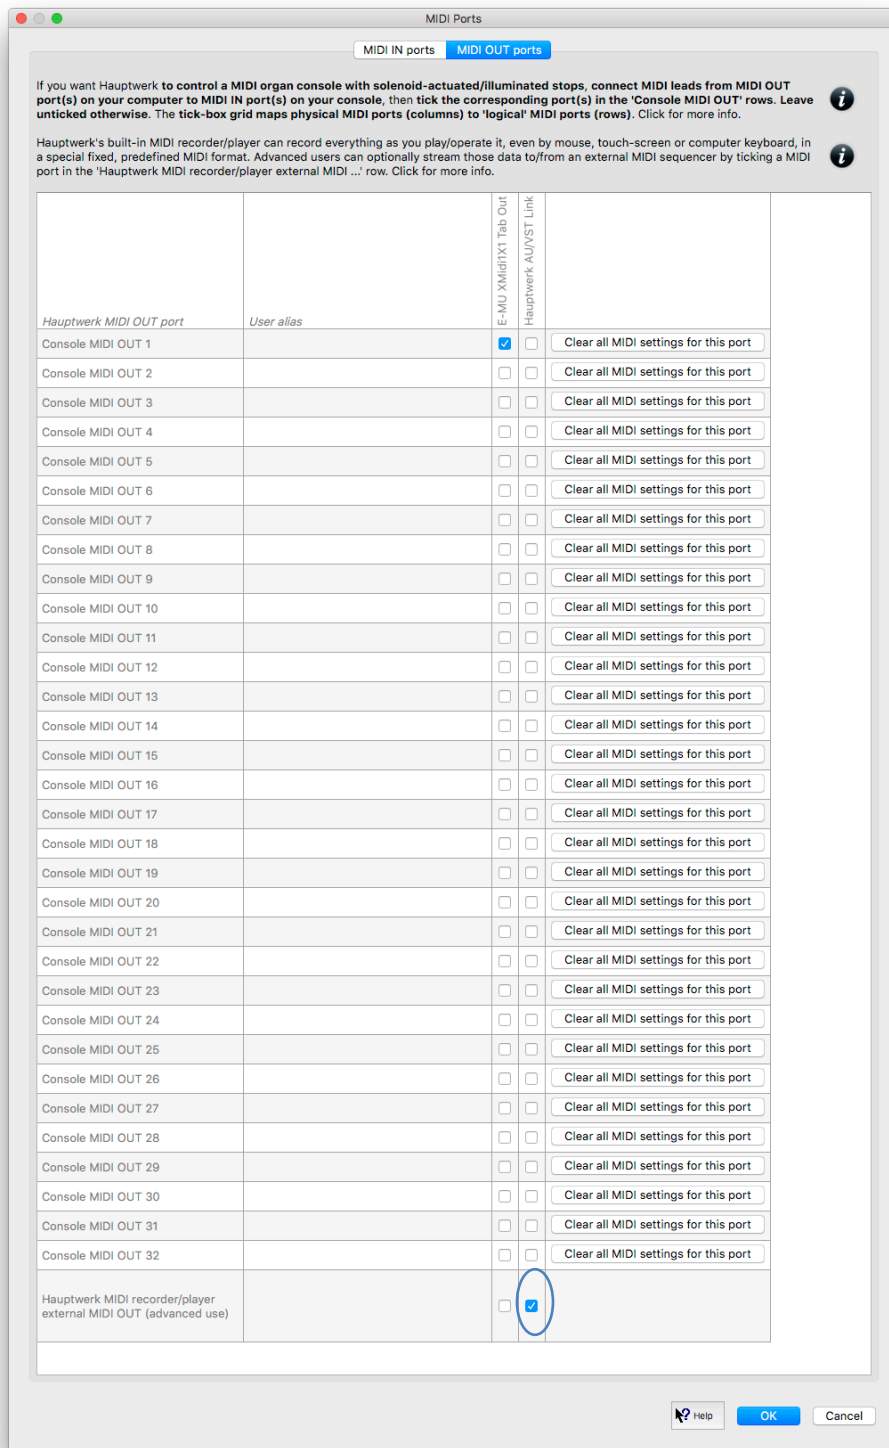 MIDI Ports
MIDI IN ports MIDI OUT ports
If you want Hauptwerk to control a MIDI organ console with solenoid-actuated/illuminated stops, connect MIDI leads from MIDI OUT
port(s) on your computer to MIDI IN port(s) on your console, then tick the corresponding port(s) in the 'Console MIDI OUT' rows. Leave
unticked otherwise. The tick-box grid maps physical MIDI ports (columns) to 'logical' MIDI ports (rows). Click for more info.
Hauptwerk's built-in MIDI recorder/player can record everything as you play/operate it, even by mouse, touch-screen or computer keyboard, in
a special fixed, predefined MIDI format. Advanced users can optionally stream those data to/from an external MIDI sequencer by ticking a MIDI
port in the 'Hauptwerk MIDI recorder/player external MIDI ...' row. Click for more info.
Hauptwerk MIDI OUT port User alias E-MU XMidi1X1 Tab Out Hauptwerk AU/VST Link
Console MIDI OUT 1 Clear all MIDI settings for this port
Console MIDI OUT 2 Clear all MIDI settings for this port
Console MIDI OUT 3 Clear all MIDI settings for this port
Console MIDI OUT 4 Clear all MIDI settings for this port
Console MIDI OUT 5 Clear all MIDI settings for this port
Console MIDI OUT 6 Clear all MIDI settings for this port
Console MIDI OUT 7 Clear all MIDI settings for this port
Console MIDI OUT 8 Clear all MIDI settings for this port
Console MIDI OUT 9 Clear all MIDI settings for this port
Console MIDI OUT 10 Clear all MIDI settings for this port
Console MIDI OUT 11 Clear all MIDI settings for this port
Console MIDI OUT 12 Clear all MIDI settings for this port
Console MIDI OUT 13 Clear all MIDI settings for this port
Console MIDI OUT 14 Clear all MIDI settings for this port
Console MIDI OUT 15 Clear all MIDI settings for this port
Console MIDI OUT 16 Clear all MIDI settings for this port
Console MIDI OUT 17 Clear all MIDI settings for this port
Console MIDI OUT 18 Clear all MIDI settings for this port
Console MIDI OUT 19 Clear all MIDI settings for this port
Console MIDI OUT 20 Clear all MIDI settings for this port
Console MIDI OUT 21 Clear all MIDI settings for this port
Console MIDI OUT 22 Clear all MIDI settings for this port
Console MIDI OUT 23 Clear all MIDI settings for this port
Console MIDI OUT 24 Clear all MIDI settings for this port
Console MIDI OUT 25 Clear all MIDI settings for this port
Console MIDI OUT 26 Clear all MIDI settings for this port
Console MIDI OUT 27 Clear all MIDI settings for this port
Console MIDI OUT 28 Clear all MIDI settings for this port
Console MIDI OUT 29 Clear all MIDI settings for this port
Console MIDI OUT 30 Clear all MIDI settings for this port
Console MIDI OUT 31 Clear all MIDI settings for this port
Console MIDI OUT 32 Clear all MIDI settings for this port
Hauptwerk MIDI recorder/player
external MIDI OUT (advanced use)
Help OK Cancel